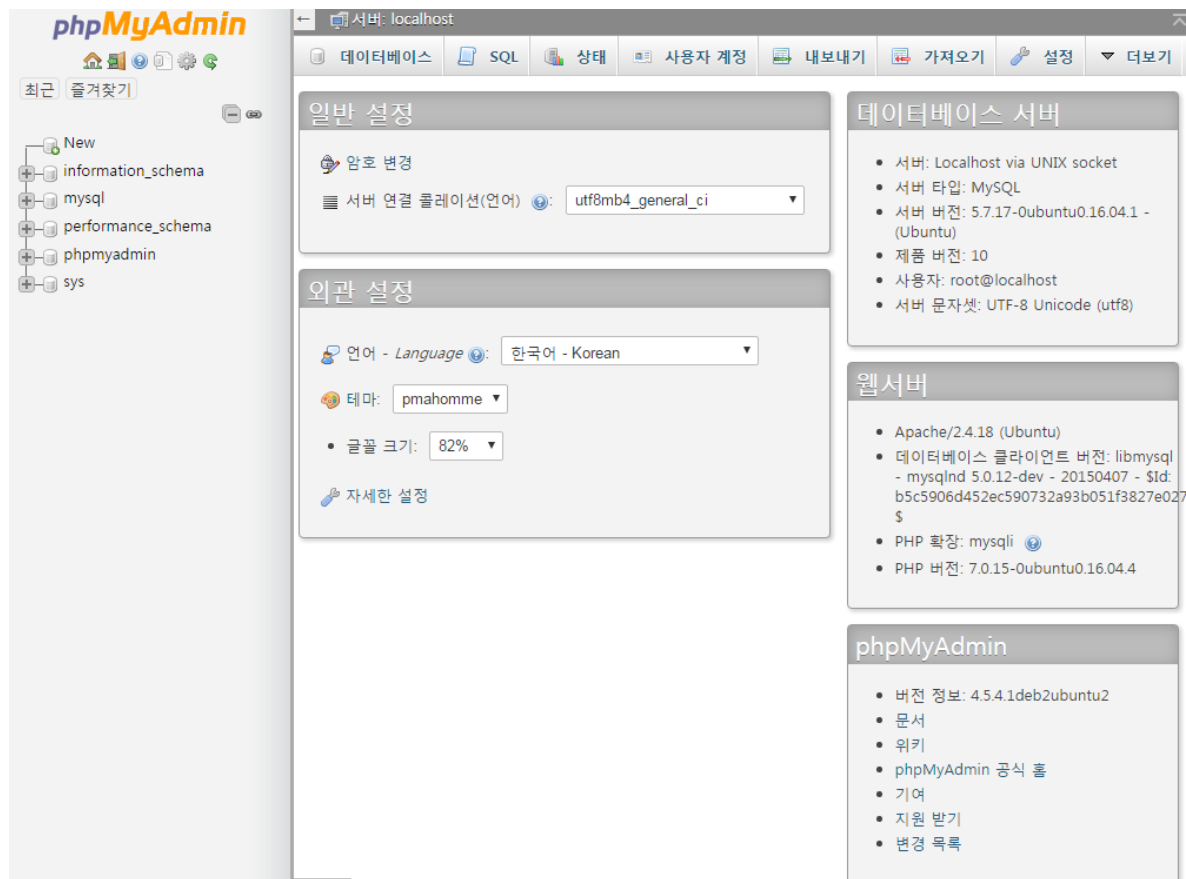 phpMyAdmin
최근 즐겨찾기
New
information_schema
mysql
performance_schema
phpmyadmin
sys
서버: localhost
데이터베이스 SQL 상태 사용자 계정 내보내기 가져오기 설정 더보기
일반 설정
암호 변경
서버 연결 콜레이션(언어) : utf8mb4_general_ci
외관 설정
언어 - Language : 한국어 - Korean
테마: pmahomme
글꼴 크기: 82%
자세한 설정
데이터베이스 서버
서버: Localhost via UNIX socket
서버 타입: MySQL
서버 버전: 5.7.17-0ubuntu0.16.04.1 -
(Ubuntu)
제품 버전: 10
사용자: root@localhost
서버 문자셋: UTF-8 Unicode (utf8)
웹서버
Apache/2.4.18 (Ubuntu)
데이터베이스 클라이언트 버전: libmysql
- mysqlnd 5.0.12-dev - 20150407 - $Id:
b5c5906d452ec590732a93b051f3827e027
$
PHP 확장: mysqli
PHP 버전: 7.0.15-0ubuntu0.16.04.4
phpMyAdmin
버전 정보: 4.5.4.1deb2ubuntu2
문서
위키
phpMyAdmin 공식 홈
기여
지원 받기
변경 목록